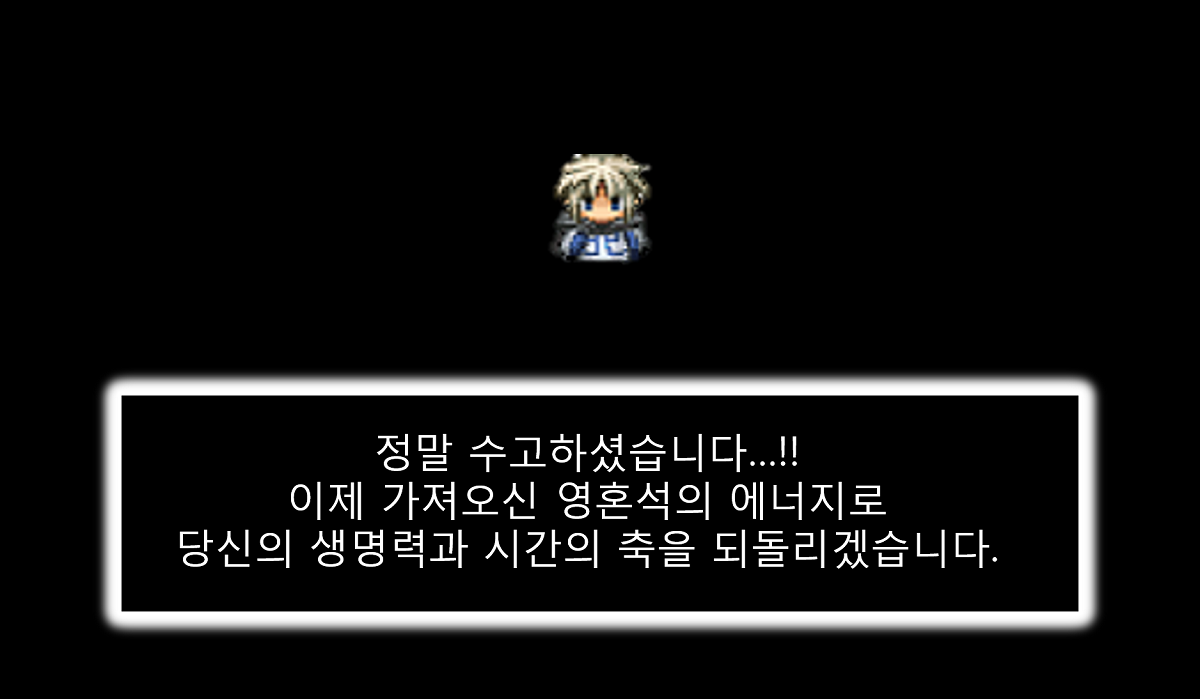 정말 수고하셨습니다...!!
이제 가져오신 영혼석의 에너지로
당신의 생명력과 시간의 축을 되돌리겠습니다.